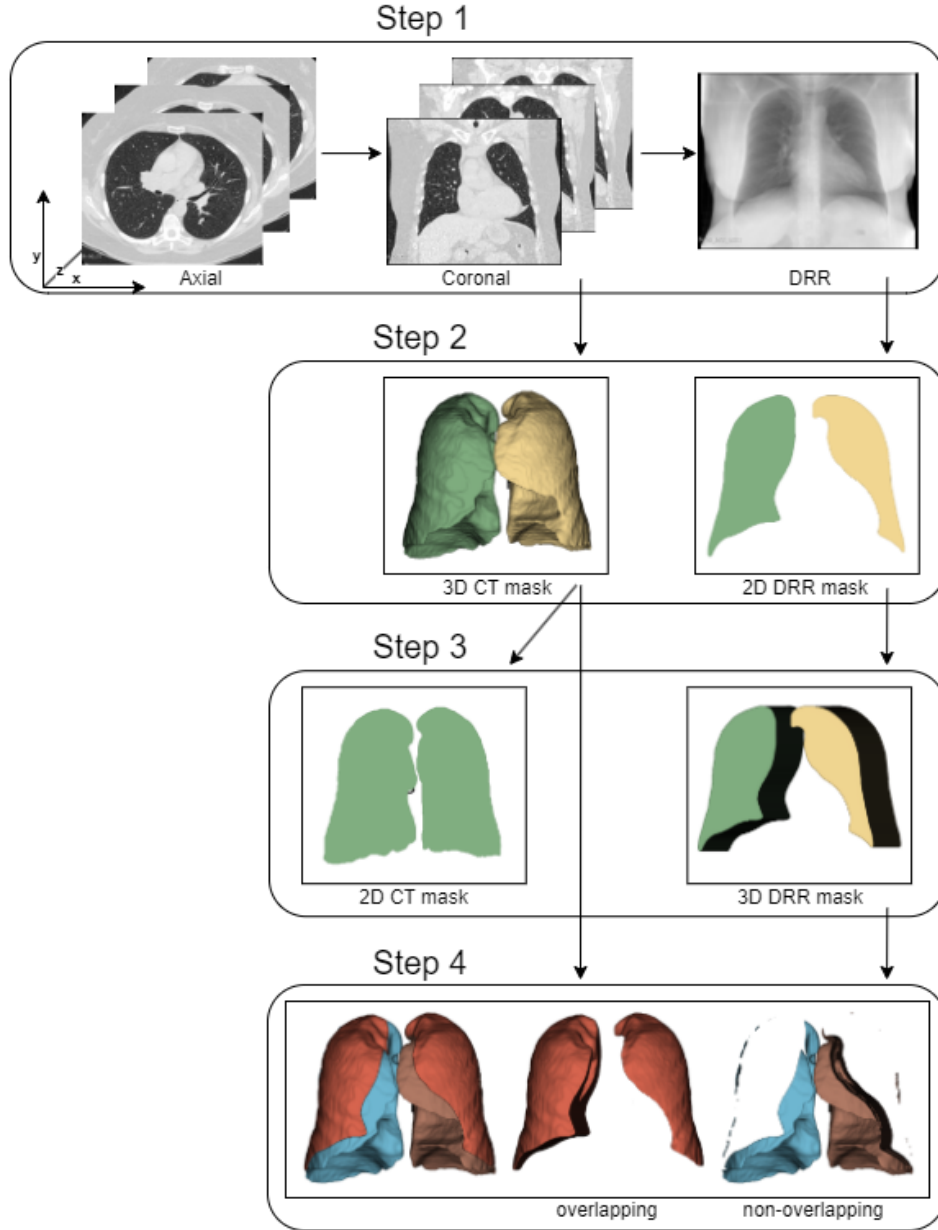 Step 1
y
z
x
Axial
Coronal
DRR
Step 2
3D CT mask
2D DRR mask
Step 3
2D CT mask
3D DRR mask
Step 4
overlapping
non-overlapping